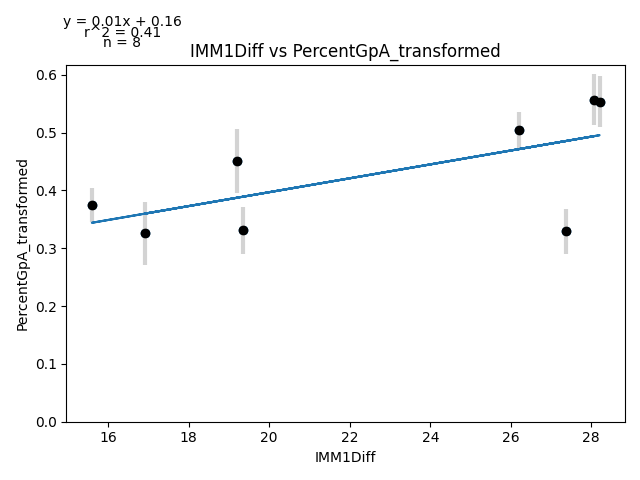 y = 0.01x + 0.16
r^2 = 0.41
n = 8
IMM1Diff vs PercentGpA_transformed
PercentGpA_transformed
0.6
0.5
0.4
0.3
0.2
0.1
0.0
16 18 20 22 24 26 28
IMM1Diff